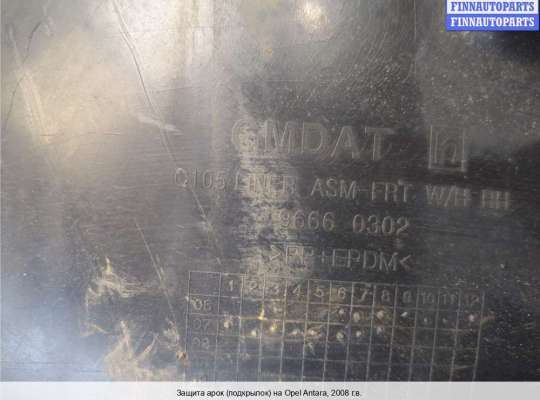 FINNAUTOPARTS
FINNAUTOPARTS
GMDAT
C105 LINER ASM-FRT W/H RH
9666 0302
>PP+EPDM<
1 2 3 4 5 6 7 8 9 10 11 12
06
07
08
Защита арок (подкрылок) на Opel Antara, 2008 г.в.